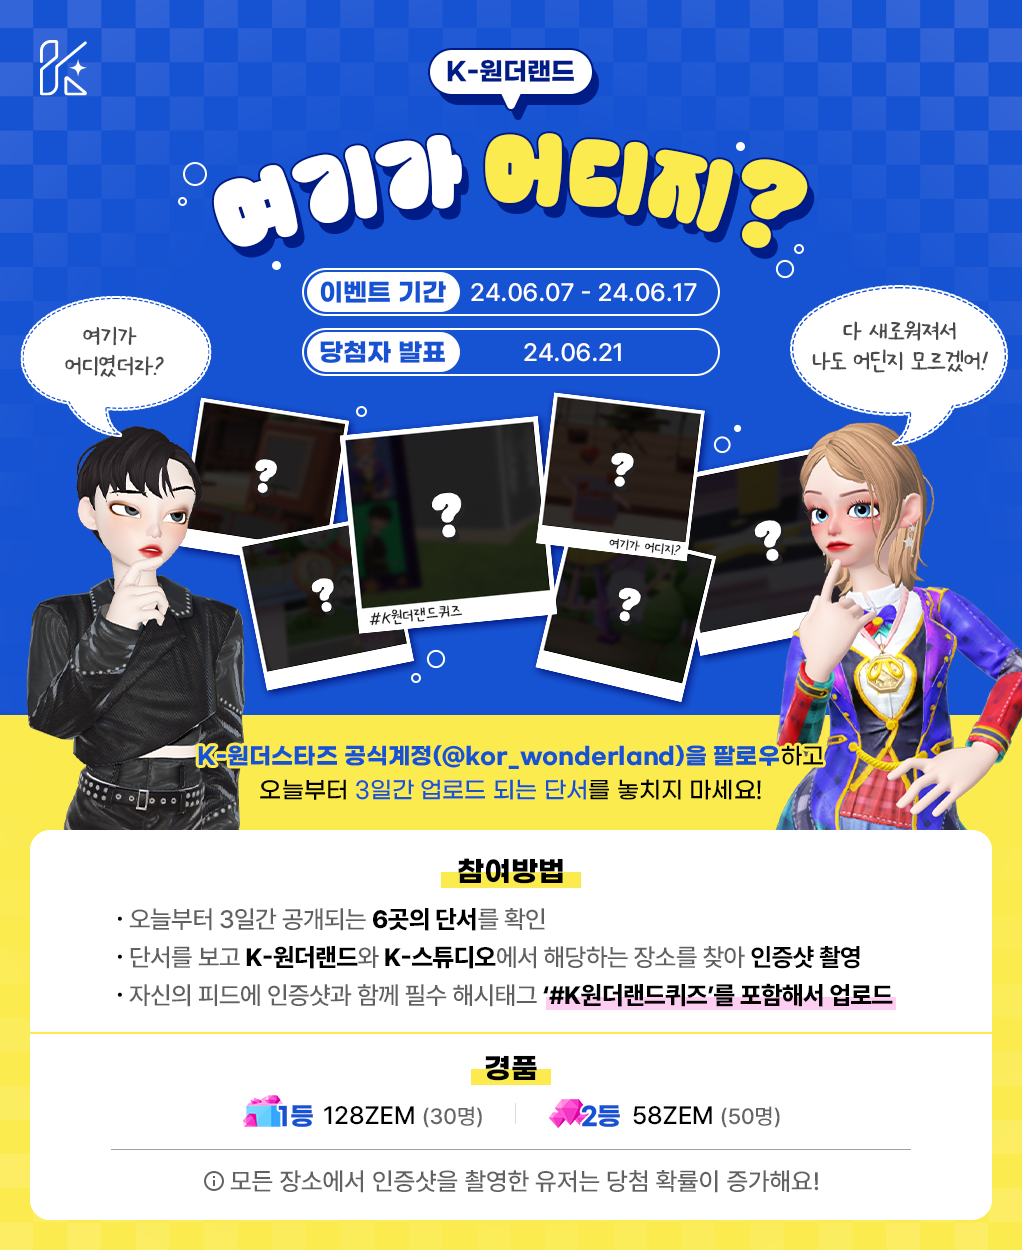 K-원더랜드
여기가 어디지?
이벤트 기간 24.06.07 - 24.06.17
당첨자 발표 24.06.21
여기가
어디였더라?
다 새로워져서
나도 어딘지 모르겠어!
?
?
?
?
?
?
여기가 어디지?
#K원더랜드퀴즈
K-원더스타즈 공식계정(@kor_wonderland)을 팔로우하고
오늘부터 3일간 업로드 되는 단서를 놓치지 마세요!
참여방법
· 오늘부터 3일간 공개되는 6곳의 단서를 확인
· 단서를 보고 K-원더랜드와 K-스튜디오에서 해당하는 장소를 찾아 인증샷 촬영
· 자신의 피드에 인증샷과 함께 필수 해시태그 ‘#K원더랜드퀴즈’를 포함해서 업로드
경품
1등 128ZEM (30명)
2등 58ZEM (50명)
모든 장소에서 인증샷을 촬영한 유저는 당첨 확률이 증가해요!